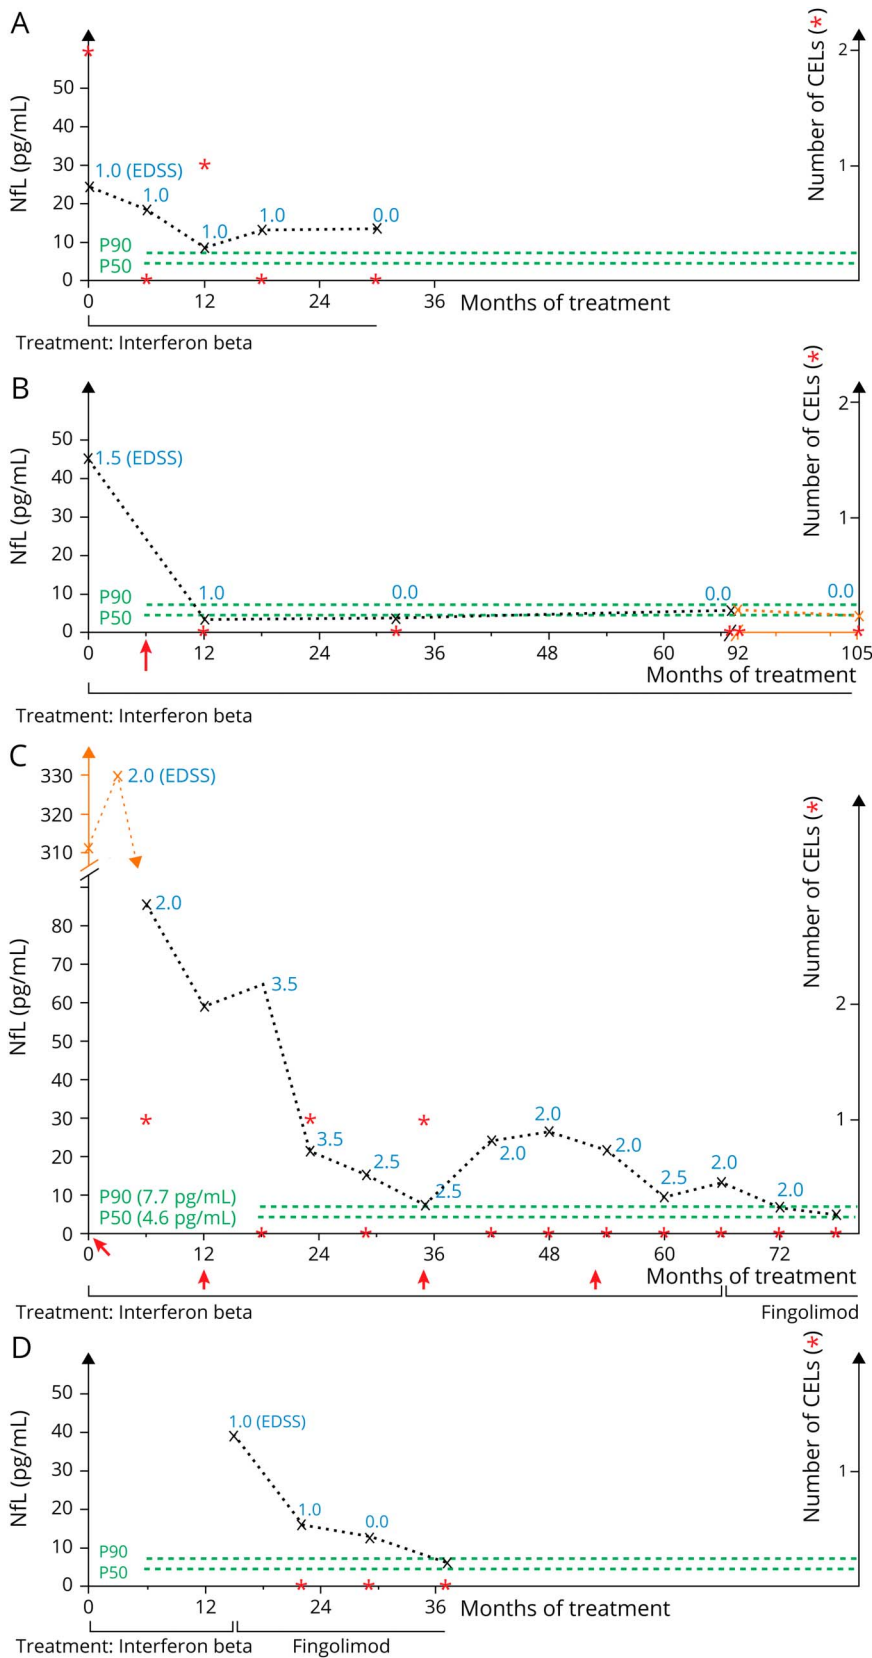 A
NfL (pg/mL)
50
40
30
20
10
0
1.0 (EDSS)
1.0
1.0
1.0
0.0
P90
P50
Number of CELs (*)
2
1
0 12 24 36 Months of treatment
Treatment: Interferon beta
B
NfL (pg/mL)
50
40
30
20
10
0
1.5 (EDSS)
1.0
0.0
0.0
0.0
P90
P50
Number of CELs (*)
2
1
0 12 24 36 48 60 92 105
Months of treatment
Treatment: Interferon beta
C
NfL (pg/mL)
330
320
310
80
70
60
50
40
30
20
10
0
2.0 (EDSS)
2.0
3.5
3.5
2.5
2.5
2.0
2.0
2.0
2.5
2.0
2.0
P90 (7.7 pg/mL)
P50 (4.6 pg/mL)
Number of CELs (*)
2
1
0 12 24 36 48 60 72
Months of treatment
Treatment: Interferon beta Fingolimod
D
NfL (pg/mL)
50
40
30
20
10
0
1.0 (EDSS)
1.0
0.0
P90
P50
Number of CELs (*)
1
0 12 24 36 Months of treatment
Treatment: Interferon beta Fingolimod